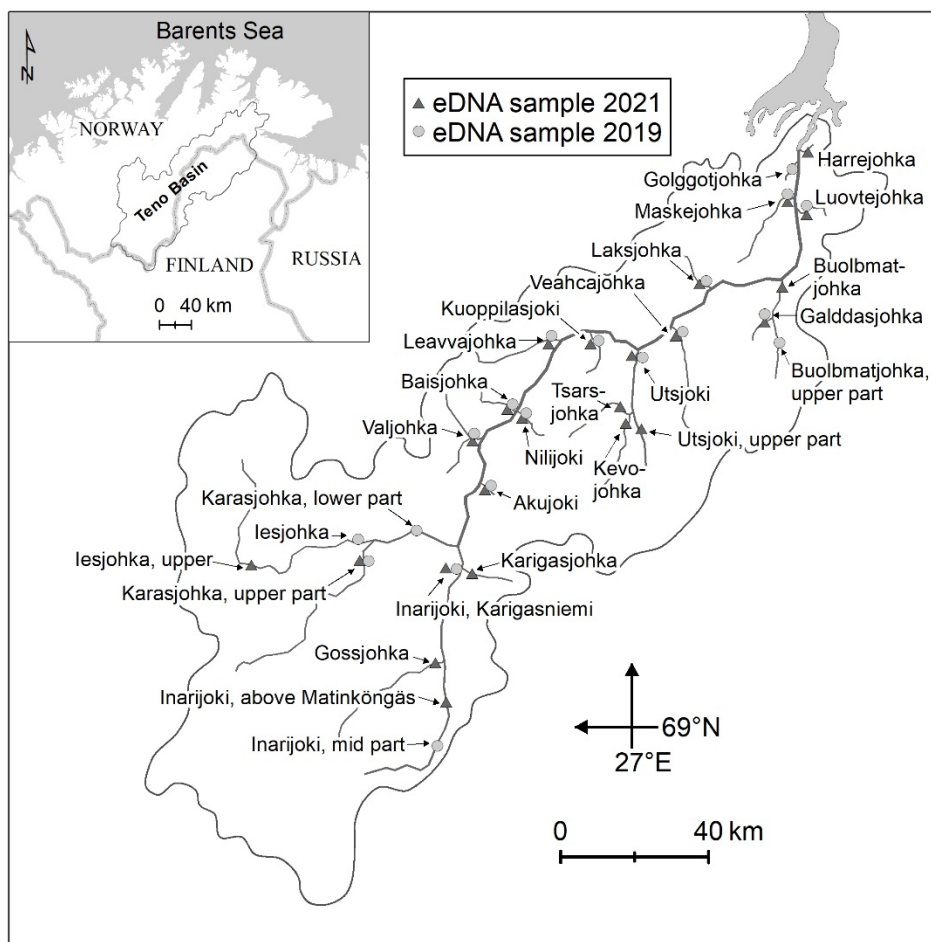 Barents Sea
N
NORWAY
Teno Basin
FINLAND
RUSSIA
0 40 km
eDNA sample 2021
eDNA sample 2019
Harrejohka
Golggotjohka
Maskejohka
Luovtejohka
Laksjohka
Veahcajohka
Buolbmat-
johka
Kuoppilasjoki
Galddasjohka
Leavvajohka
Buolbmatjohka,
upper part
Baisjohka
Utsjoki
Tsars-
johka
Valjohka
Utsjoki, upper part
Nilijoki
Kevo-
johka
Karasjohka, lower part
Akujoki
Iesjohka
Iesjohka, upper
Karigasjohka
Karasjohka, upper part
Inarijoki, Karigasniemi
Gossjohka
Inarijoki, above Matinköngäs
69°N
27°E
Inarijoki, mid part
0 40 km